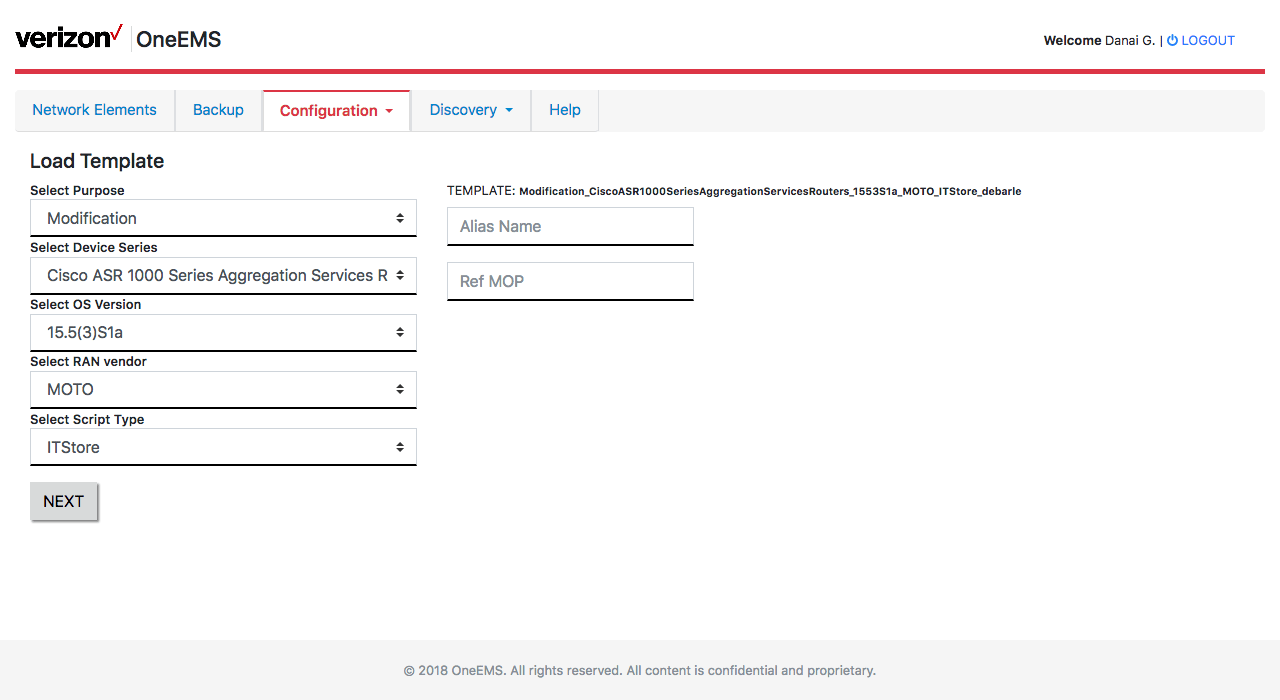 verizon✓ OneEMS
Welcome Danai G. | LOGOUT
Network Elements Backup Configuration Discovery Help
Load Template
Select Purpose
Modification
Select Device Series
Cisco ASR 1000 Series Aggregation Services R
Select OS Version
15.5(3)S1a
Select RAN vendor
MOTO
Select Script Type
ITStore
NEXT
TEMPLATE: Modification_CiscoASR1000SeriesAggregationServicesRouters_1553S1a_MOTO_ITStore_debarle
Alias Name
Ref MOP
© 2018 OneEMS. All rights reserved. All content is confidential and proprietary.